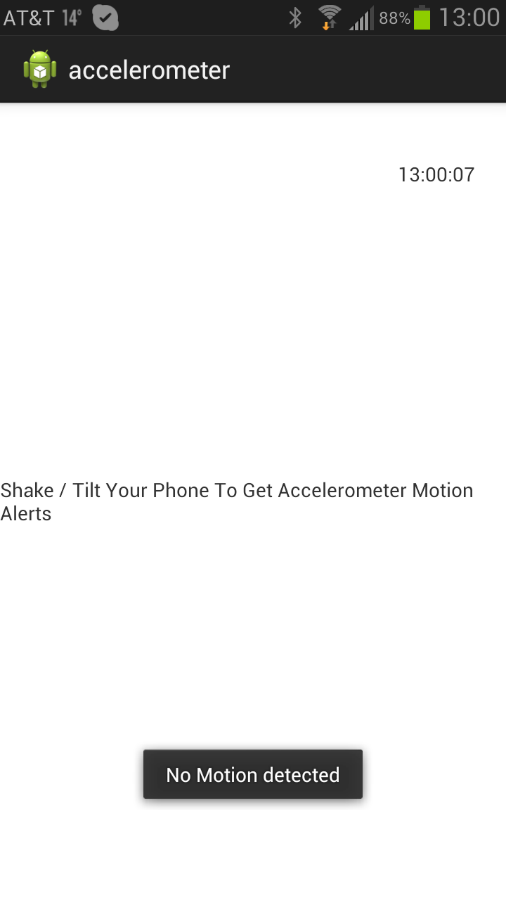 AT&T 14° 88% 13:00
accelerometer
13:00:07
Shake / Tilt Your Phone To Get Accelerometer Motion
Alerts
No Motion detected